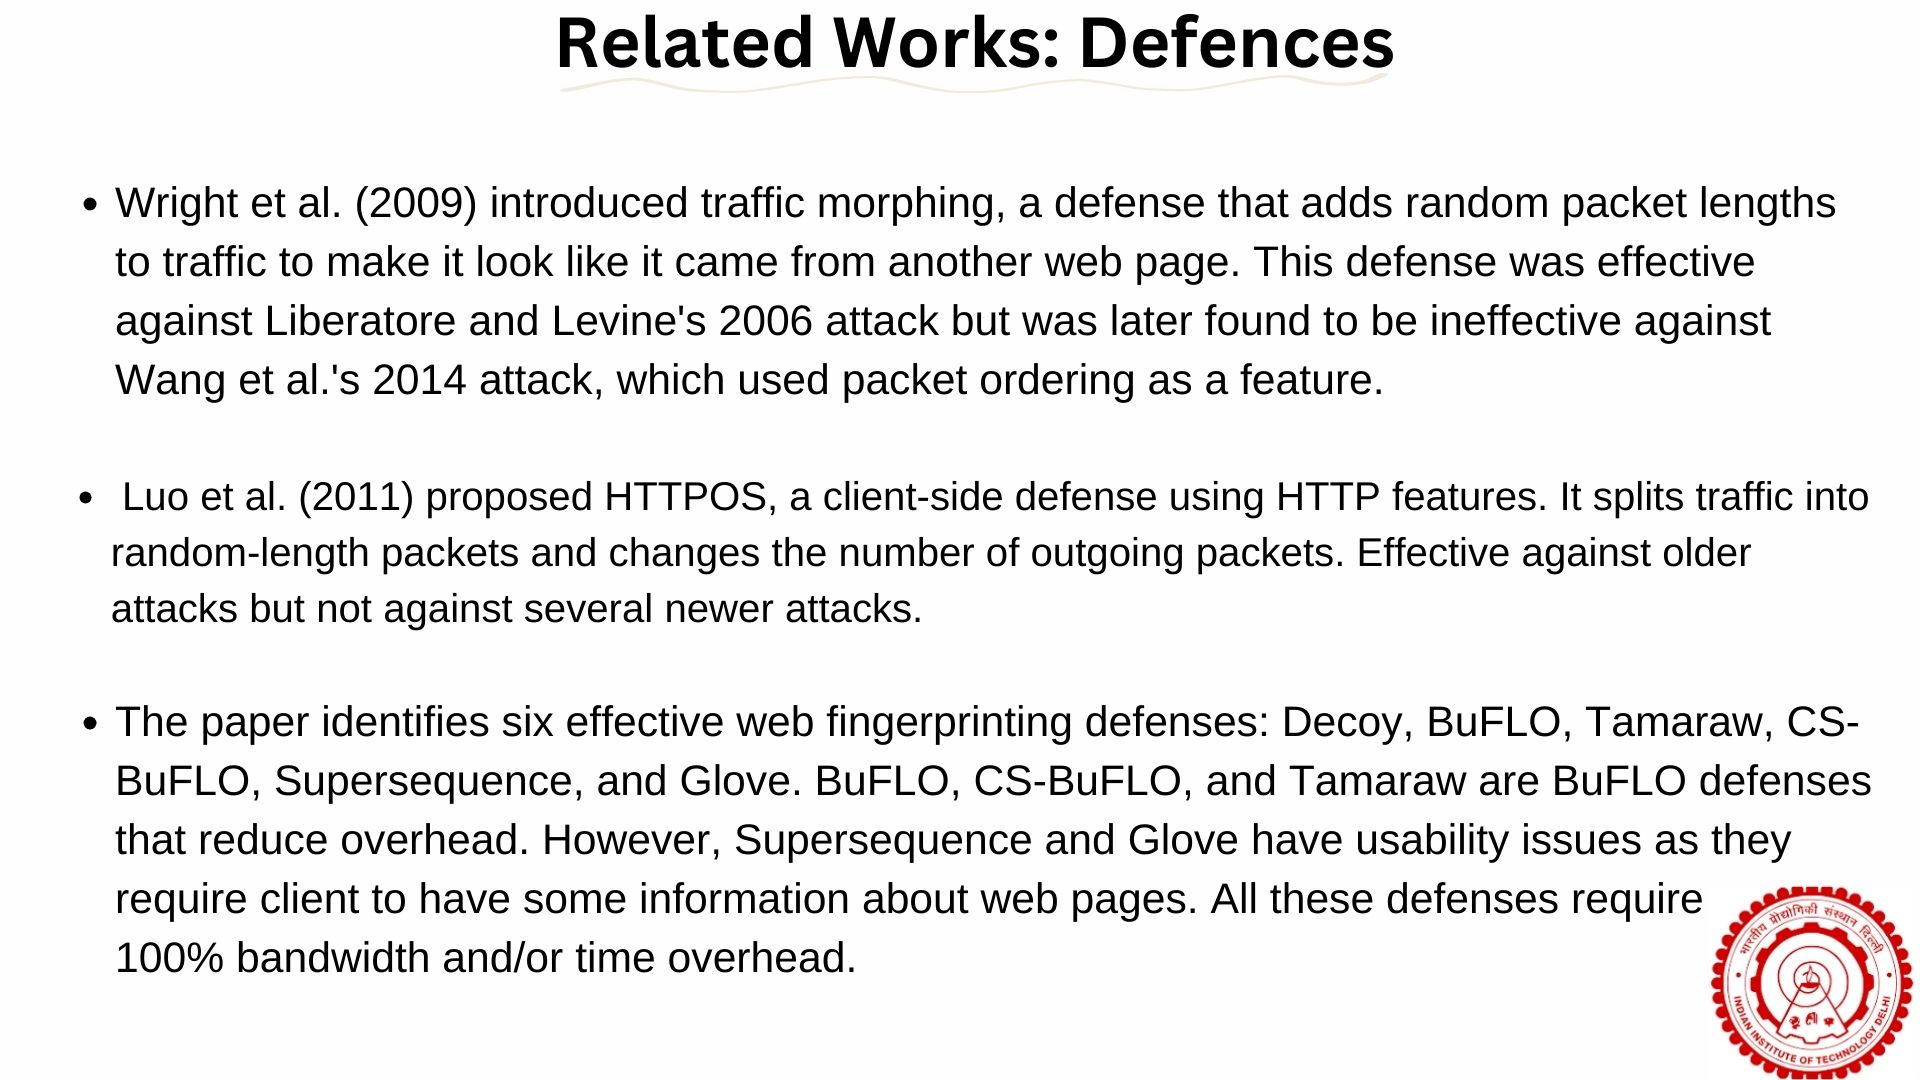 Related Works: Defences
• Wright et al. (2009) introduced traffic morphing, a defense that adds random packet lengths
to traffic to make it look like it came from another web page. This defense was effective
against Liberatore and Levine's 2006 attack but was later found to be ineffective against
Wang et al.'s 2014 attack, which used packet ordering as a feature.
• Luo et al. (2011) proposed HTTPOS, a client-side defense using HTTP features. It splits traffic into
random-length packets and changes the number of outgoing packets. Effective against older
attacks but not against several newer attacks.
• The paper identifies six effective web fingerprinting defenses: Decoy, BuFLO, Tamaraw, CS-
BuFLO, Supersequence, and Glove. BuFLO, CS-BuFLO, and Tamaraw are BuFLO defenses
that reduce overhead. However, Supersequence and Glove have usability issues as they
require client to have some information about web pages. All these defenses require
100% bandwidth and/or time overhead.
भारतीय प्रौद्योगिकी संस्थान दिल्ली
INDIAN INSTITUTE OF TECHNOLOGY DELHI